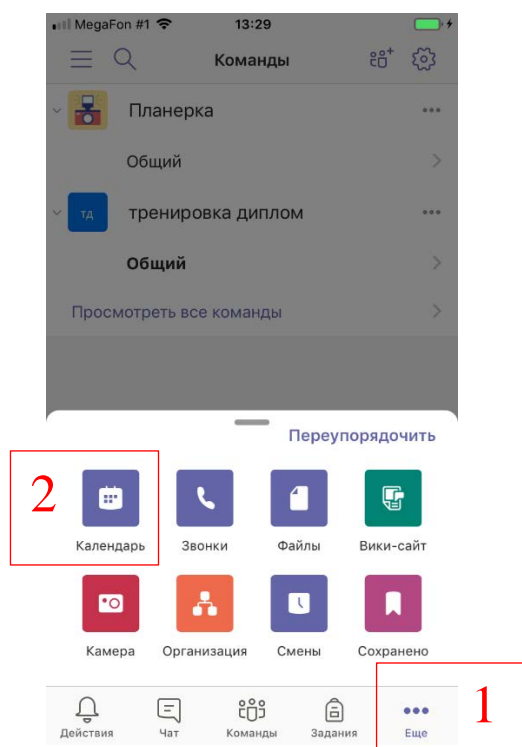 MegaFon #1 13:29
Команды
Планерка
Общий
тд тренировка диплом
Общий
Просмотреть все команды
Переупорядочить
2
Календарь Звонки Файлы Вики-сайт
Камера Организация Смены Сохранено
1
Действия Чат Команды Задания Еще